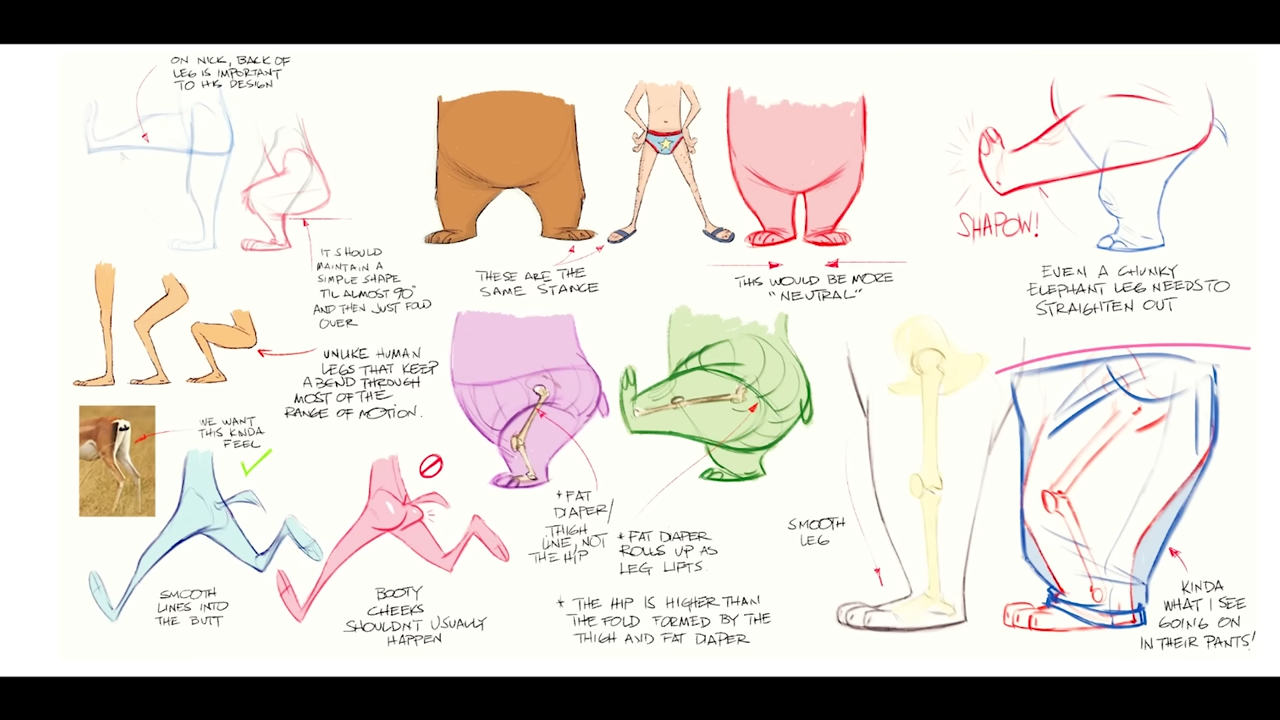 ON NICK, BACK OF
LEG IS IMPORTANT
TO HIS DESIGN
IT SHOULD
MAINTAIN A
SIMPLE SHAPE
'TIL ALMOST 90°
AND THEN JUST FOLD
OVER
UNLIKE HUMAN
LEGS THAT KEEP
A BEND THROUGH
MOST OF THE
RANGE OF MOTION.
WE WANT
THIS KINDA
FEEL
SMOOTH
LINES INTO
THE BUTT
BOOTY
CHEEKS
SHOULDN'T USUALLY
HAPPEN
THESE ARE THE
SAME STANCE
THIS WOULD BE MORE
"NEUTRAL"
SHAPOW!
EVEN A CHUNKY
ELEPHANT LEG NEEDS TO
STRAIGHTEN OUT
* FAT
DIAPER/
THIGH
LINE, NOT
THE HIP
* FAT DIAPER
ROLLS UP AS
LEG LIFTS.
* THE HIP IS HIGHER THAN
THE FOLD FORMED BY THE
THIGH AND FAT DIAPER
SMOOTH
LEG
KINDA
WHAT I SEE
GOING ON
IN THEIR PANTS!